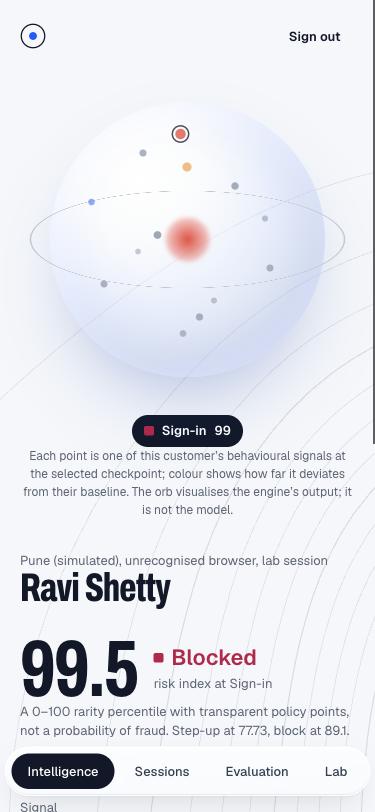 Sign out
Sign-in 99
Each point is one of this customer's behavioural signals at
the selected checkpoint; colour shows how far it deviates
from their baseline. The orb visualises the engine's output; it
is not the model.
Pune (simulated), unrecognised browser, lab session
Ravi Shetty
99.5
Blocked
risk index at Sign-in
A 0–100 rarity percentile with transparent policy points,
not a probability of fraud. Step-up at 77.73, block at 89.1.
Intelligence Sessions Evaluation Lab
Signal